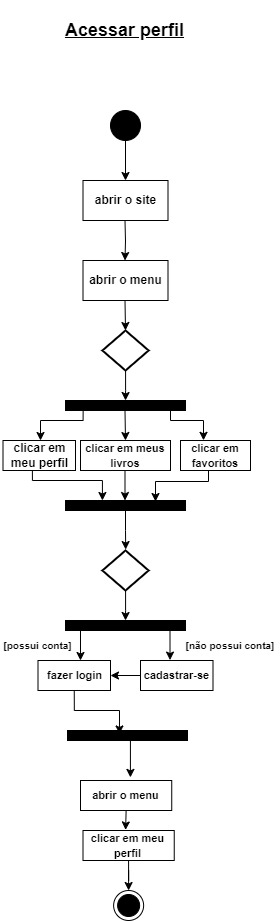 Acessar perfil
abrir o site
abrir o menu
clicar em
meu perfil
clicar em meus
livros
clicar em
favoritos
[possui conta]
[não possui conta]
fazer login
cadastrar-se
abrir o menu
clicar em meu
perfil